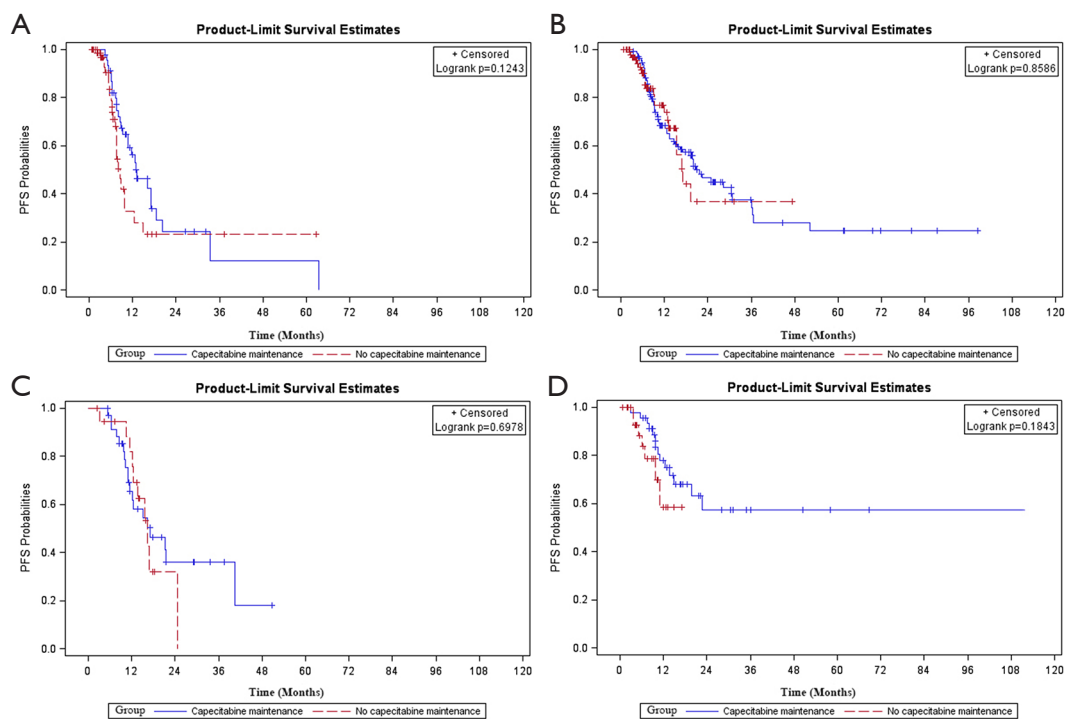 A
Product-Limit Survival Estimates
+ Censored
Logrank p=0.1243
PFS Probabilities
1.0
0.8
0.6
0.4
0.2
0.0
0 12 24 36 48 60 72 84 96 108 120
Time (Months)
Group Capecitabine maintenance No capecitabine maintenance
B
Product-Limit Survival Estimates
+ Censored
Logrank p=0.8586
PFS Probabilities
1.0
0.8
0.6
0.4
0.2
0.0
0 12 24 36 48 60 72 84 96 108 120
Time (Months)
Group Capecitabine maintenance No capecitabine maintenance
C
Product-Limit Survival Estimates
+ Censored
Logrank p=0.6978
PFS Probabilities
1.0
0.8
0.6
0.4
0.2
0.0
0 12 24 36 48 60 72 84 96 108 120
Time (Months)
Group Capecitabine maintenance No capecitabine maintenance
D
Product-Limit Survival Estimates
+ Censored
Logrank p=0.1843
PFS Probabilities
1.0
0.8
0.6
0.4
0.2
0.0
0 12 24 36 48 60 72 84 96 108 120
Time (Months)
Group Capecitabine maintenance No capecitabine maintenance